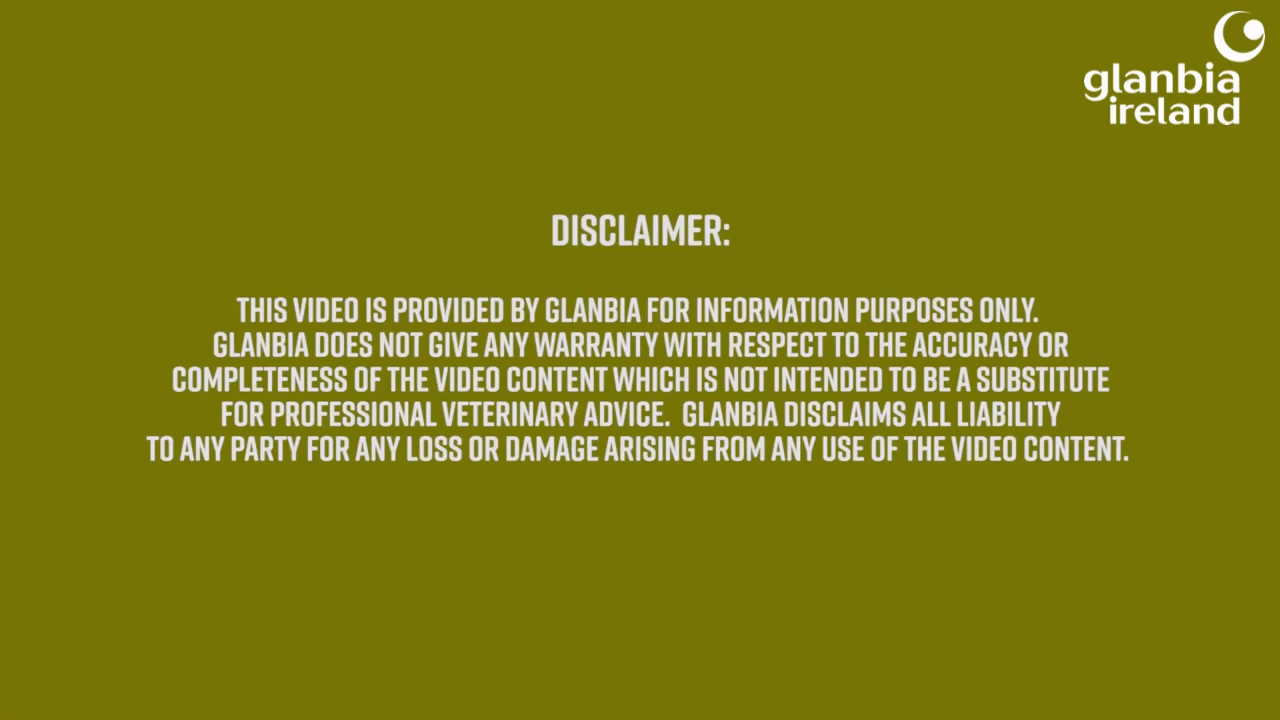 glanbia
ireland
DISCLAIMER:
THIS VIDEO IS PROVIDED BY GLANBIA FOR INFORMATION PURPOSES ONLY.
GLANBIA DOES NOT GIVE ANY WARRANTY WITH RESPECT TO THE ACCURACY OR
COMPLETENESS OF THE VIDEO CONTENT WHICH IS NOT INTENDED TO BE A SUBSTITUTE
FOR PROFESSIONAL VETERINARY ADVICE. GLANBIA DISCLAIMS ALL LIABILITY
TO ANY PARTY FOR ANY LOSS OR DAMAGE ARISING FROM ANY USE OF THE VIDEO CONTENT.